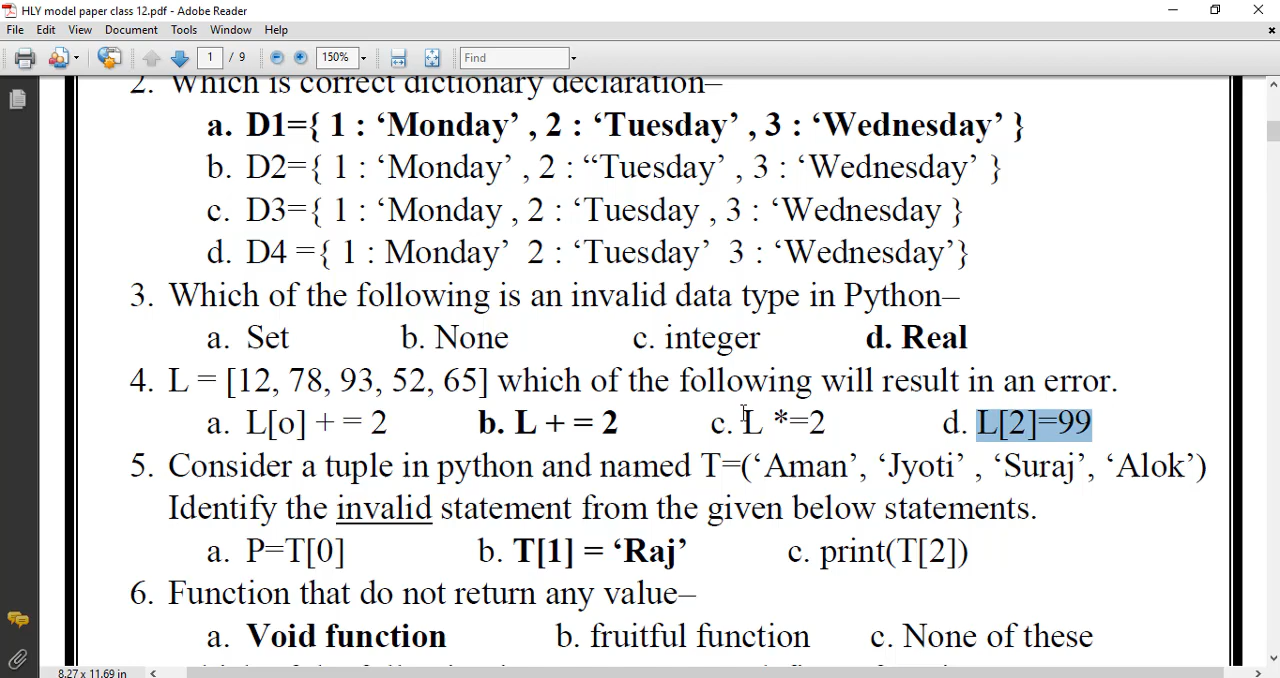 HLY model paper class 12.pdf - Adobe Reader
File Edit View Document Tools Window Help
1 / 9 150% Find
2. Which is correct dictionary declaration–
a. D1={ 1 : ‘Monday’ , 2 : ‘Tuesday’ , 3 : ‘Wednesday’ }
b. D2={ 1 : ‘Monday’ , 2 : “Tuesday’ , 3 : ‘Wednesday’ }
c. D3={ 1 : ‘Monday , 2 : ‘Tuesday , 3 : ‘Wednesday }
d. D4 ={ 1 : Monday’ 2 : ‘Tuesday’ 3 : ‘Wednesday’}
3. Which of the following is an invalid data type in Python–
a. Set b. None c. integer d. Real
4. L = [12, 78, 93, 52, 65] which of the following will result in an error.
a. L[o] + = 2 b. L + = 2 c. L *=2 d. L[2]=99
5. Consider a tuple in python and named T=(‘Aman’, ‘Jyoti’ , ‘Suraj’, ‘Alok’)
Identify the invalid statement from the given below statements.
a. P=T[0] b. T[1] = ‘Raj’ c. print(T[2])
6. Function that do not return any value–
a. Void function b. fruitful function c. None of these
8.27 x 11.69 in